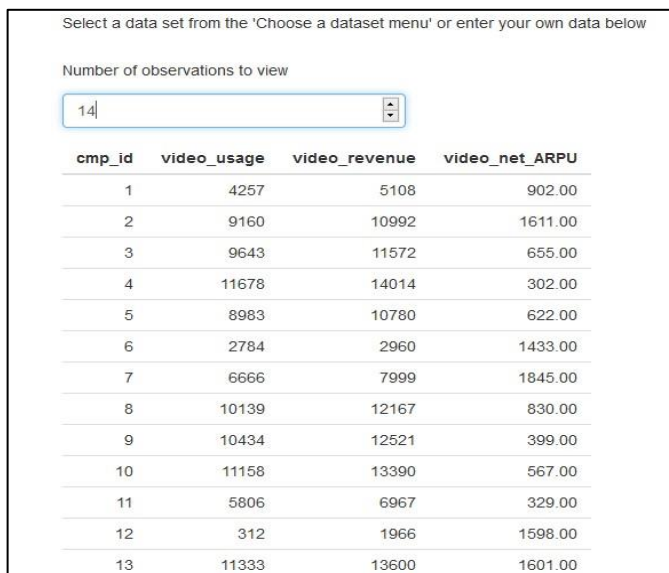 Select a data set from the 'Choose a dataset menu' or enter your own data below
Number of observations to view
14
cmp_id video_usage video_revenue video_net_ARPU
1 4257 5108 902.00
2 9160 10992 1611.00
3 9643 11572 655.00
4 11678 14014 302.00
5 8983 10780 622.00
6 2784 2960 1433.00
7 6666 7999 1845.00
8 10139 12167 830.00
9 10434 12521 399.00
10 11158 13390 567.00
11 5806 6967 329.00
12 312 1966 1598.00
13 11333 13600 1601.00